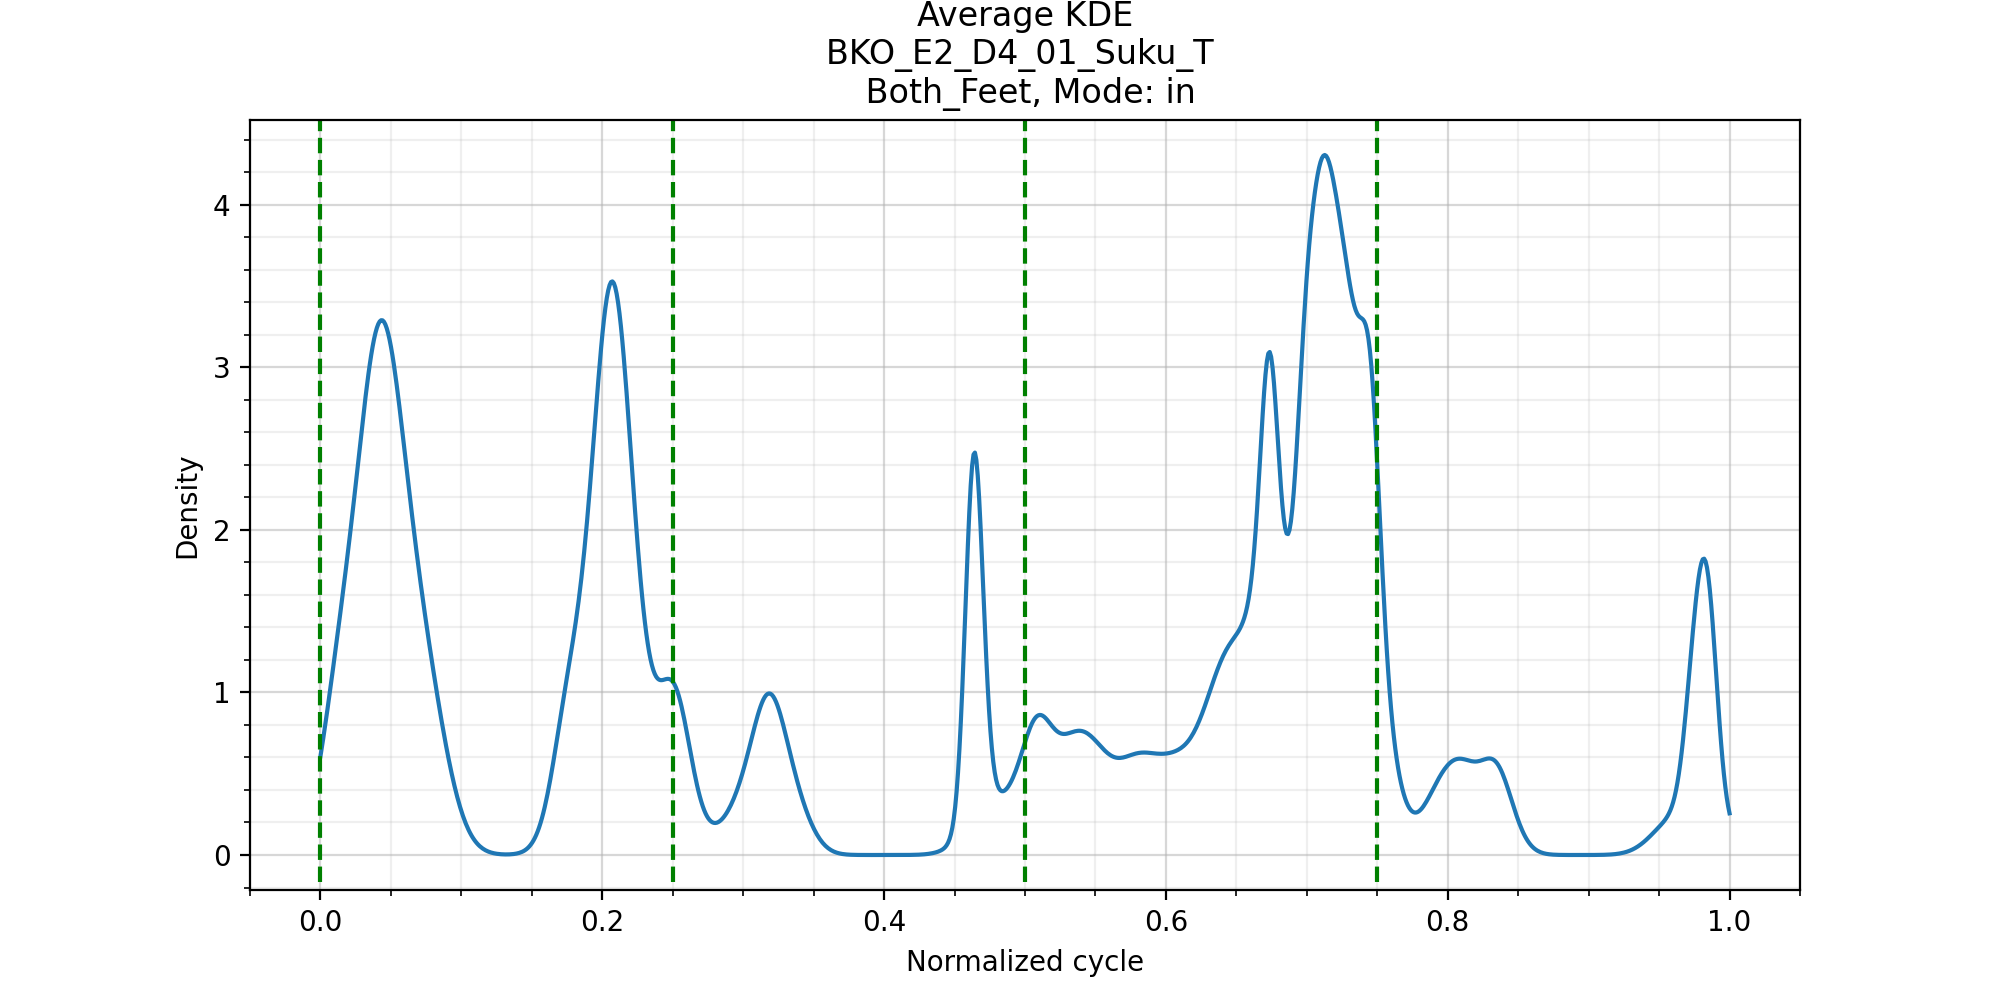 Average KDE
BKO_E2_D4_01_Suku_T
Both_Feet, Mode: in
Density
4
3
2
1
0
0.0 0.2 0.4 0.6 0.8 1.0
Normalized cycle